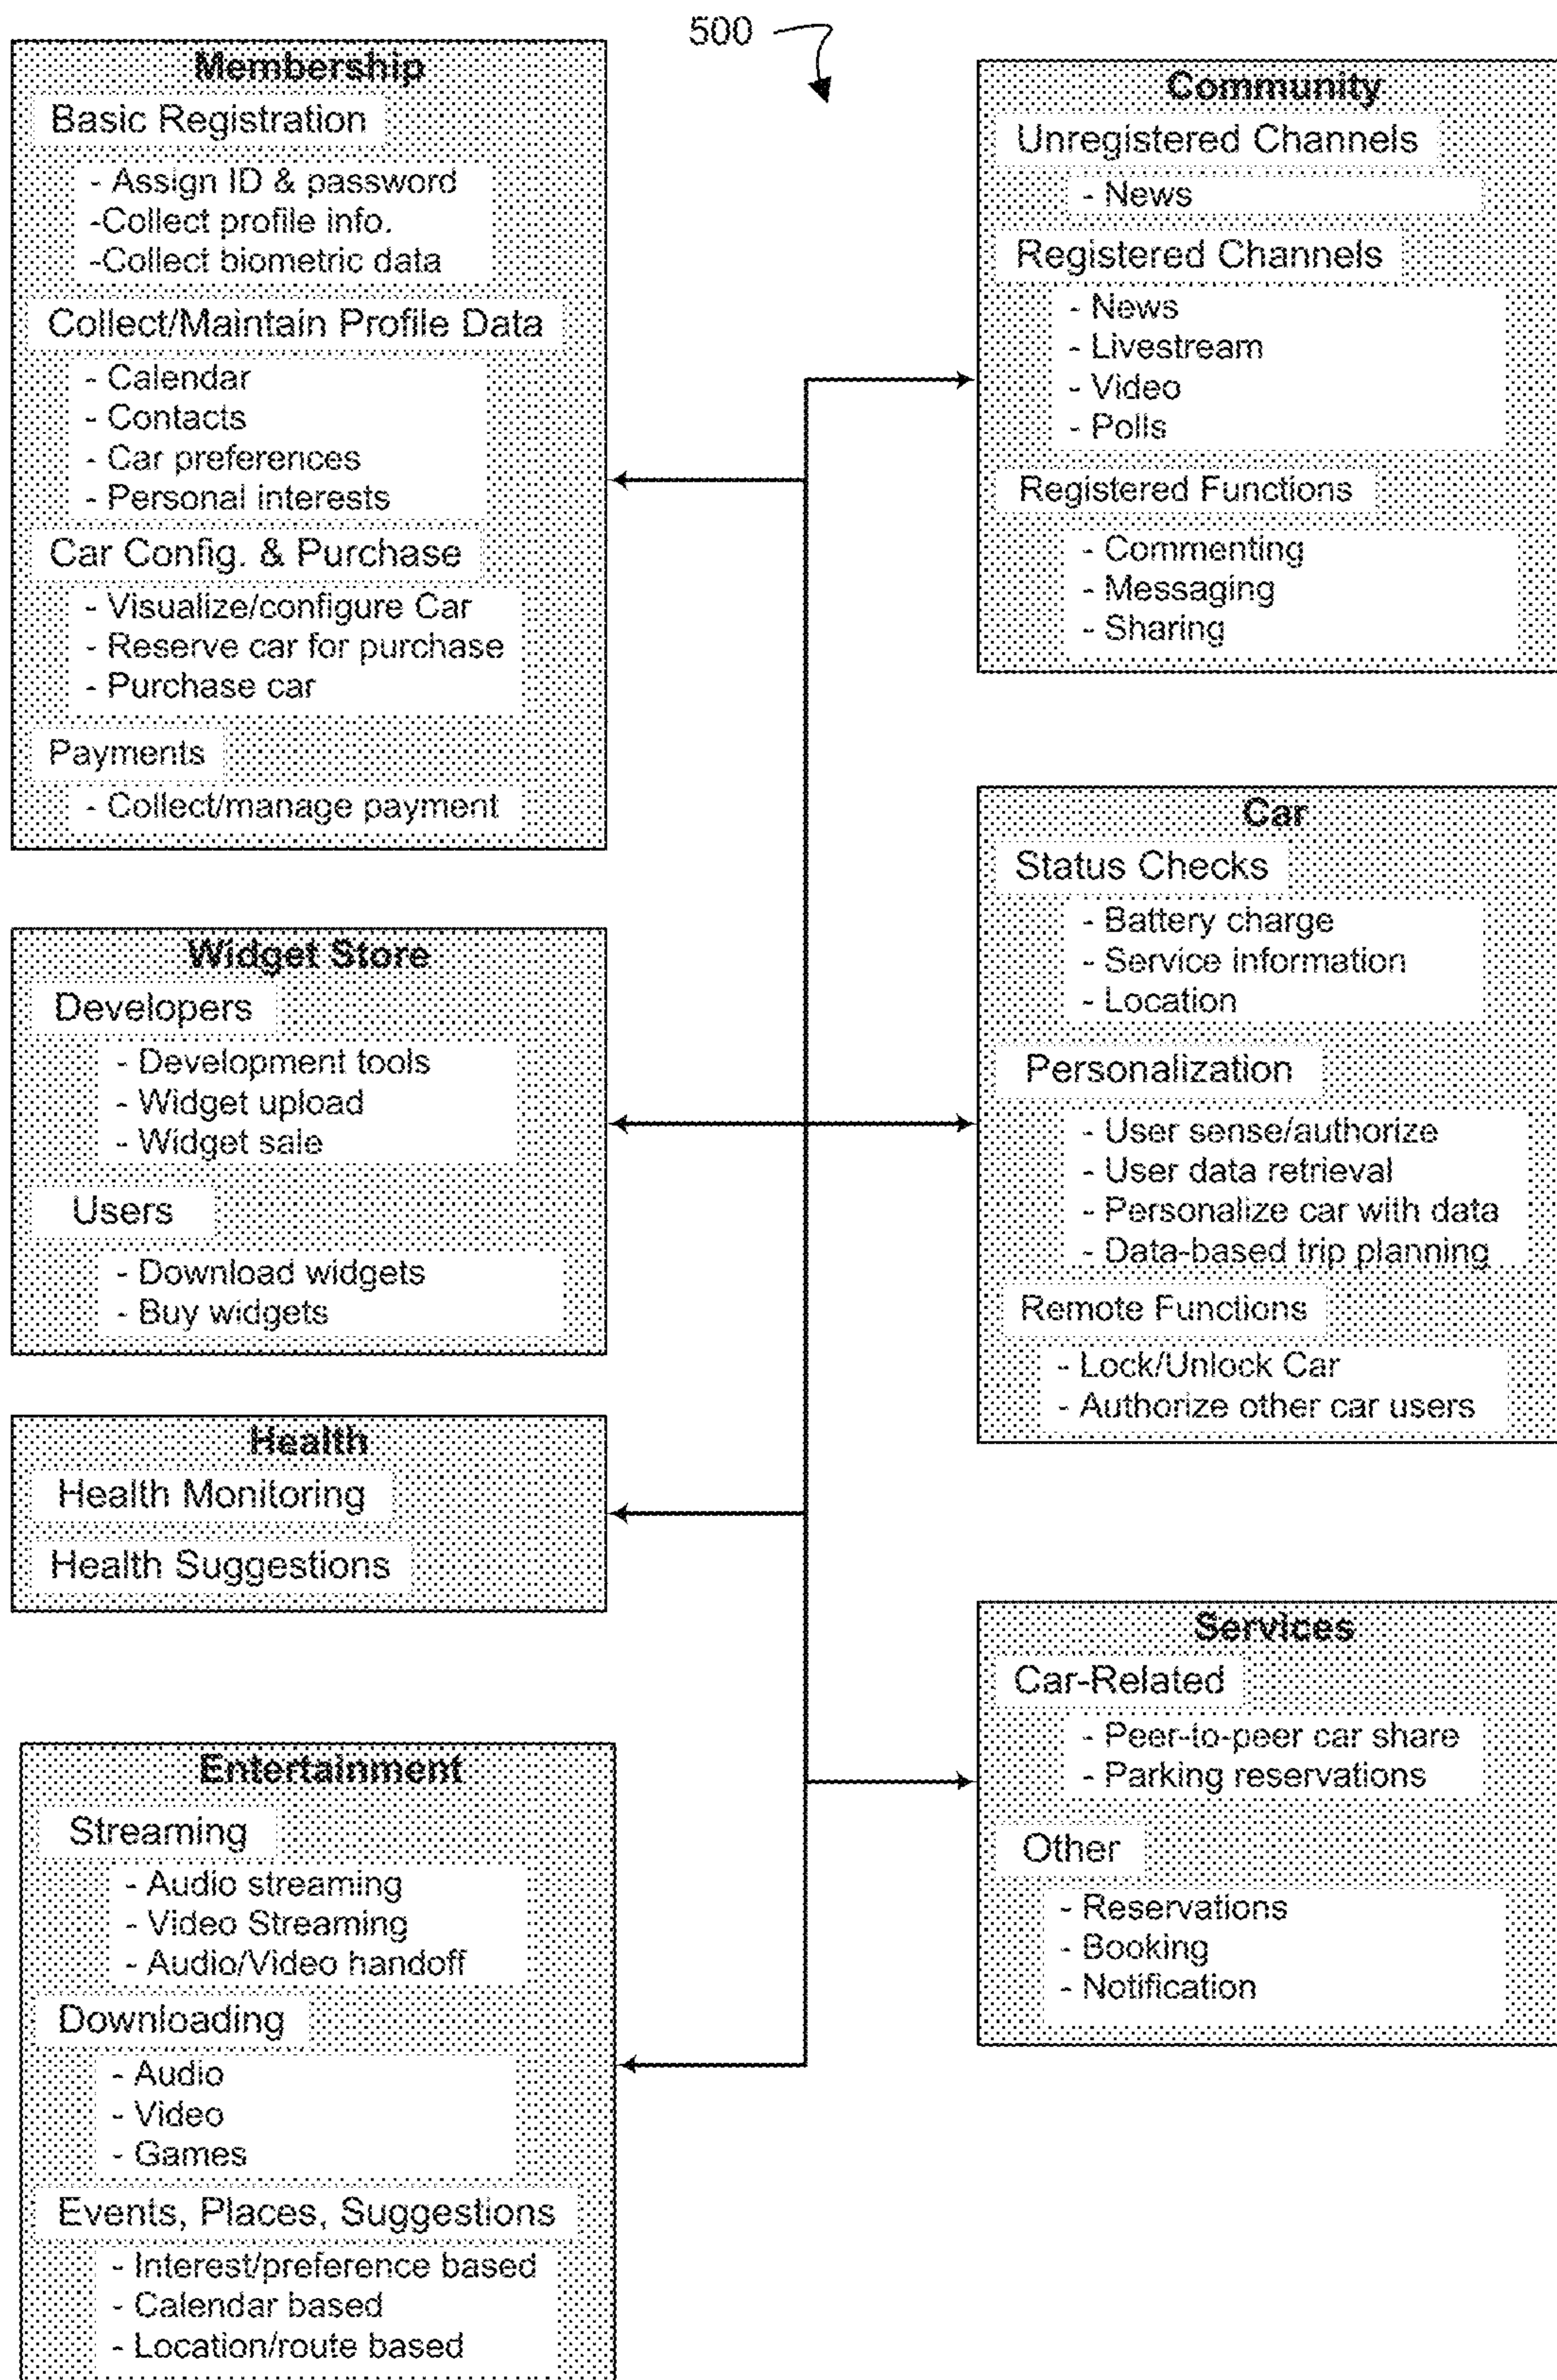 500
Membership
Basic Registration
- Assign ID & password
-Collect profile info.
-Collect biometric data
Collect/Maintain Profile Data
- Calendar
- Contacts
- Car preferences
- Personal interests
Car Config. & Purchase
- Visualize/configure Car
- Reserve car for purchase
- Purchase car
Payments
- Collect/manage payment
Widget Store
Developers
- Development tools
- Widget upload
- Widget sale
Users
- Download widgets
- Buy widgets
Health
Health Monitoring
Health Suggestions
Entertainment
Streaming
- Audio streaming
- Video Streaming
- Audio/Video handoff
Downloading
- Audio
- Video
- Games
Events, Places, Suggestions
- Interest/preference based
- Calendar based
- Location/route based
Community
Unregistered Channels
- News
Registered Channels
- News
- Livestream
- Video
- Polls
Registered Functions
- Commenting
- Messaging
- Sharing
Car
Status Checks
- Battery charge
- Service information
- Location
Personalization
- User sense/authorize
- User data retrieval
- Personalize car with data
- Data-based trip planning
Remote Functions
- Lock/Unlock Car
- Authorize other car users
Services
Car-Related
- Peer-to-peer car share
- Parking reservations
Other
- Reservations
- Booking
- Notification